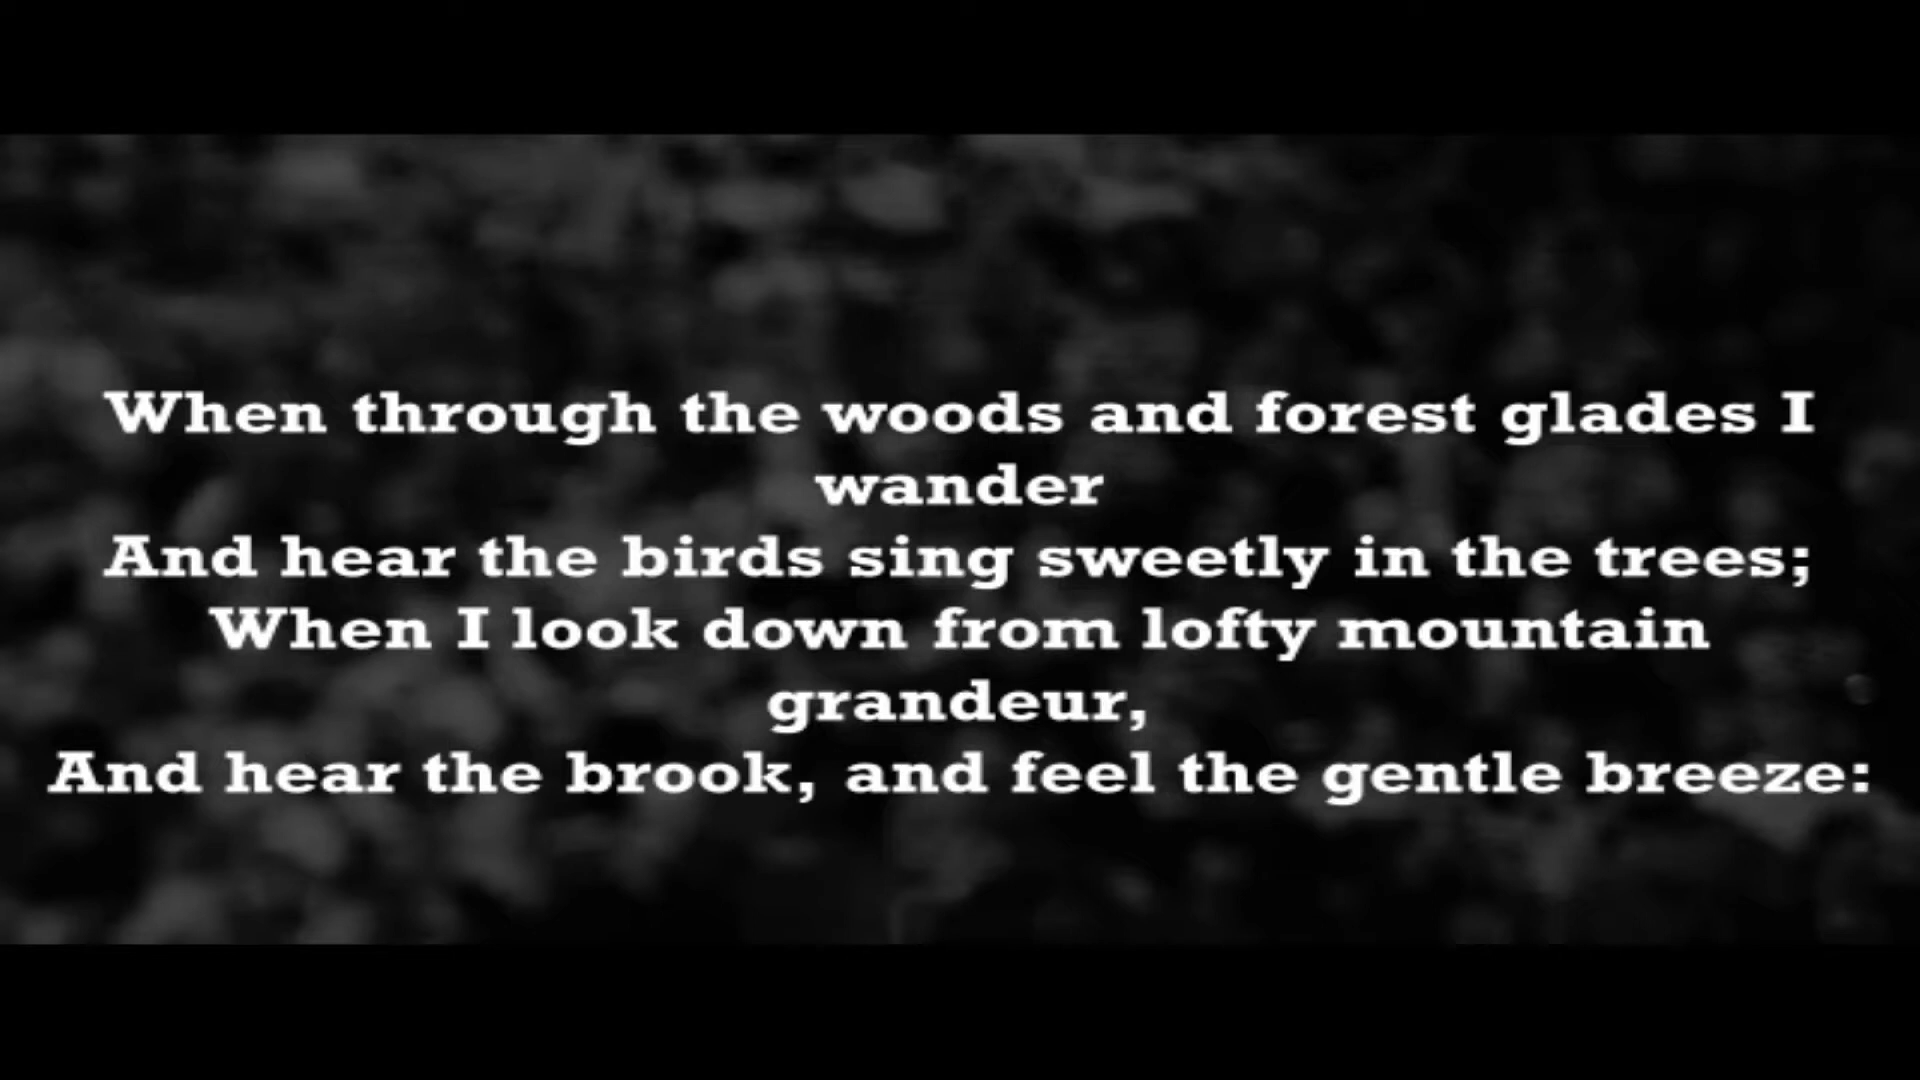 When through the woods and forest glades I
wander
And hear the birds sing sweetly in the trees;
When I look down from lofty mountain
grandeur,
And hear the brook, and feel the gentle breeze: